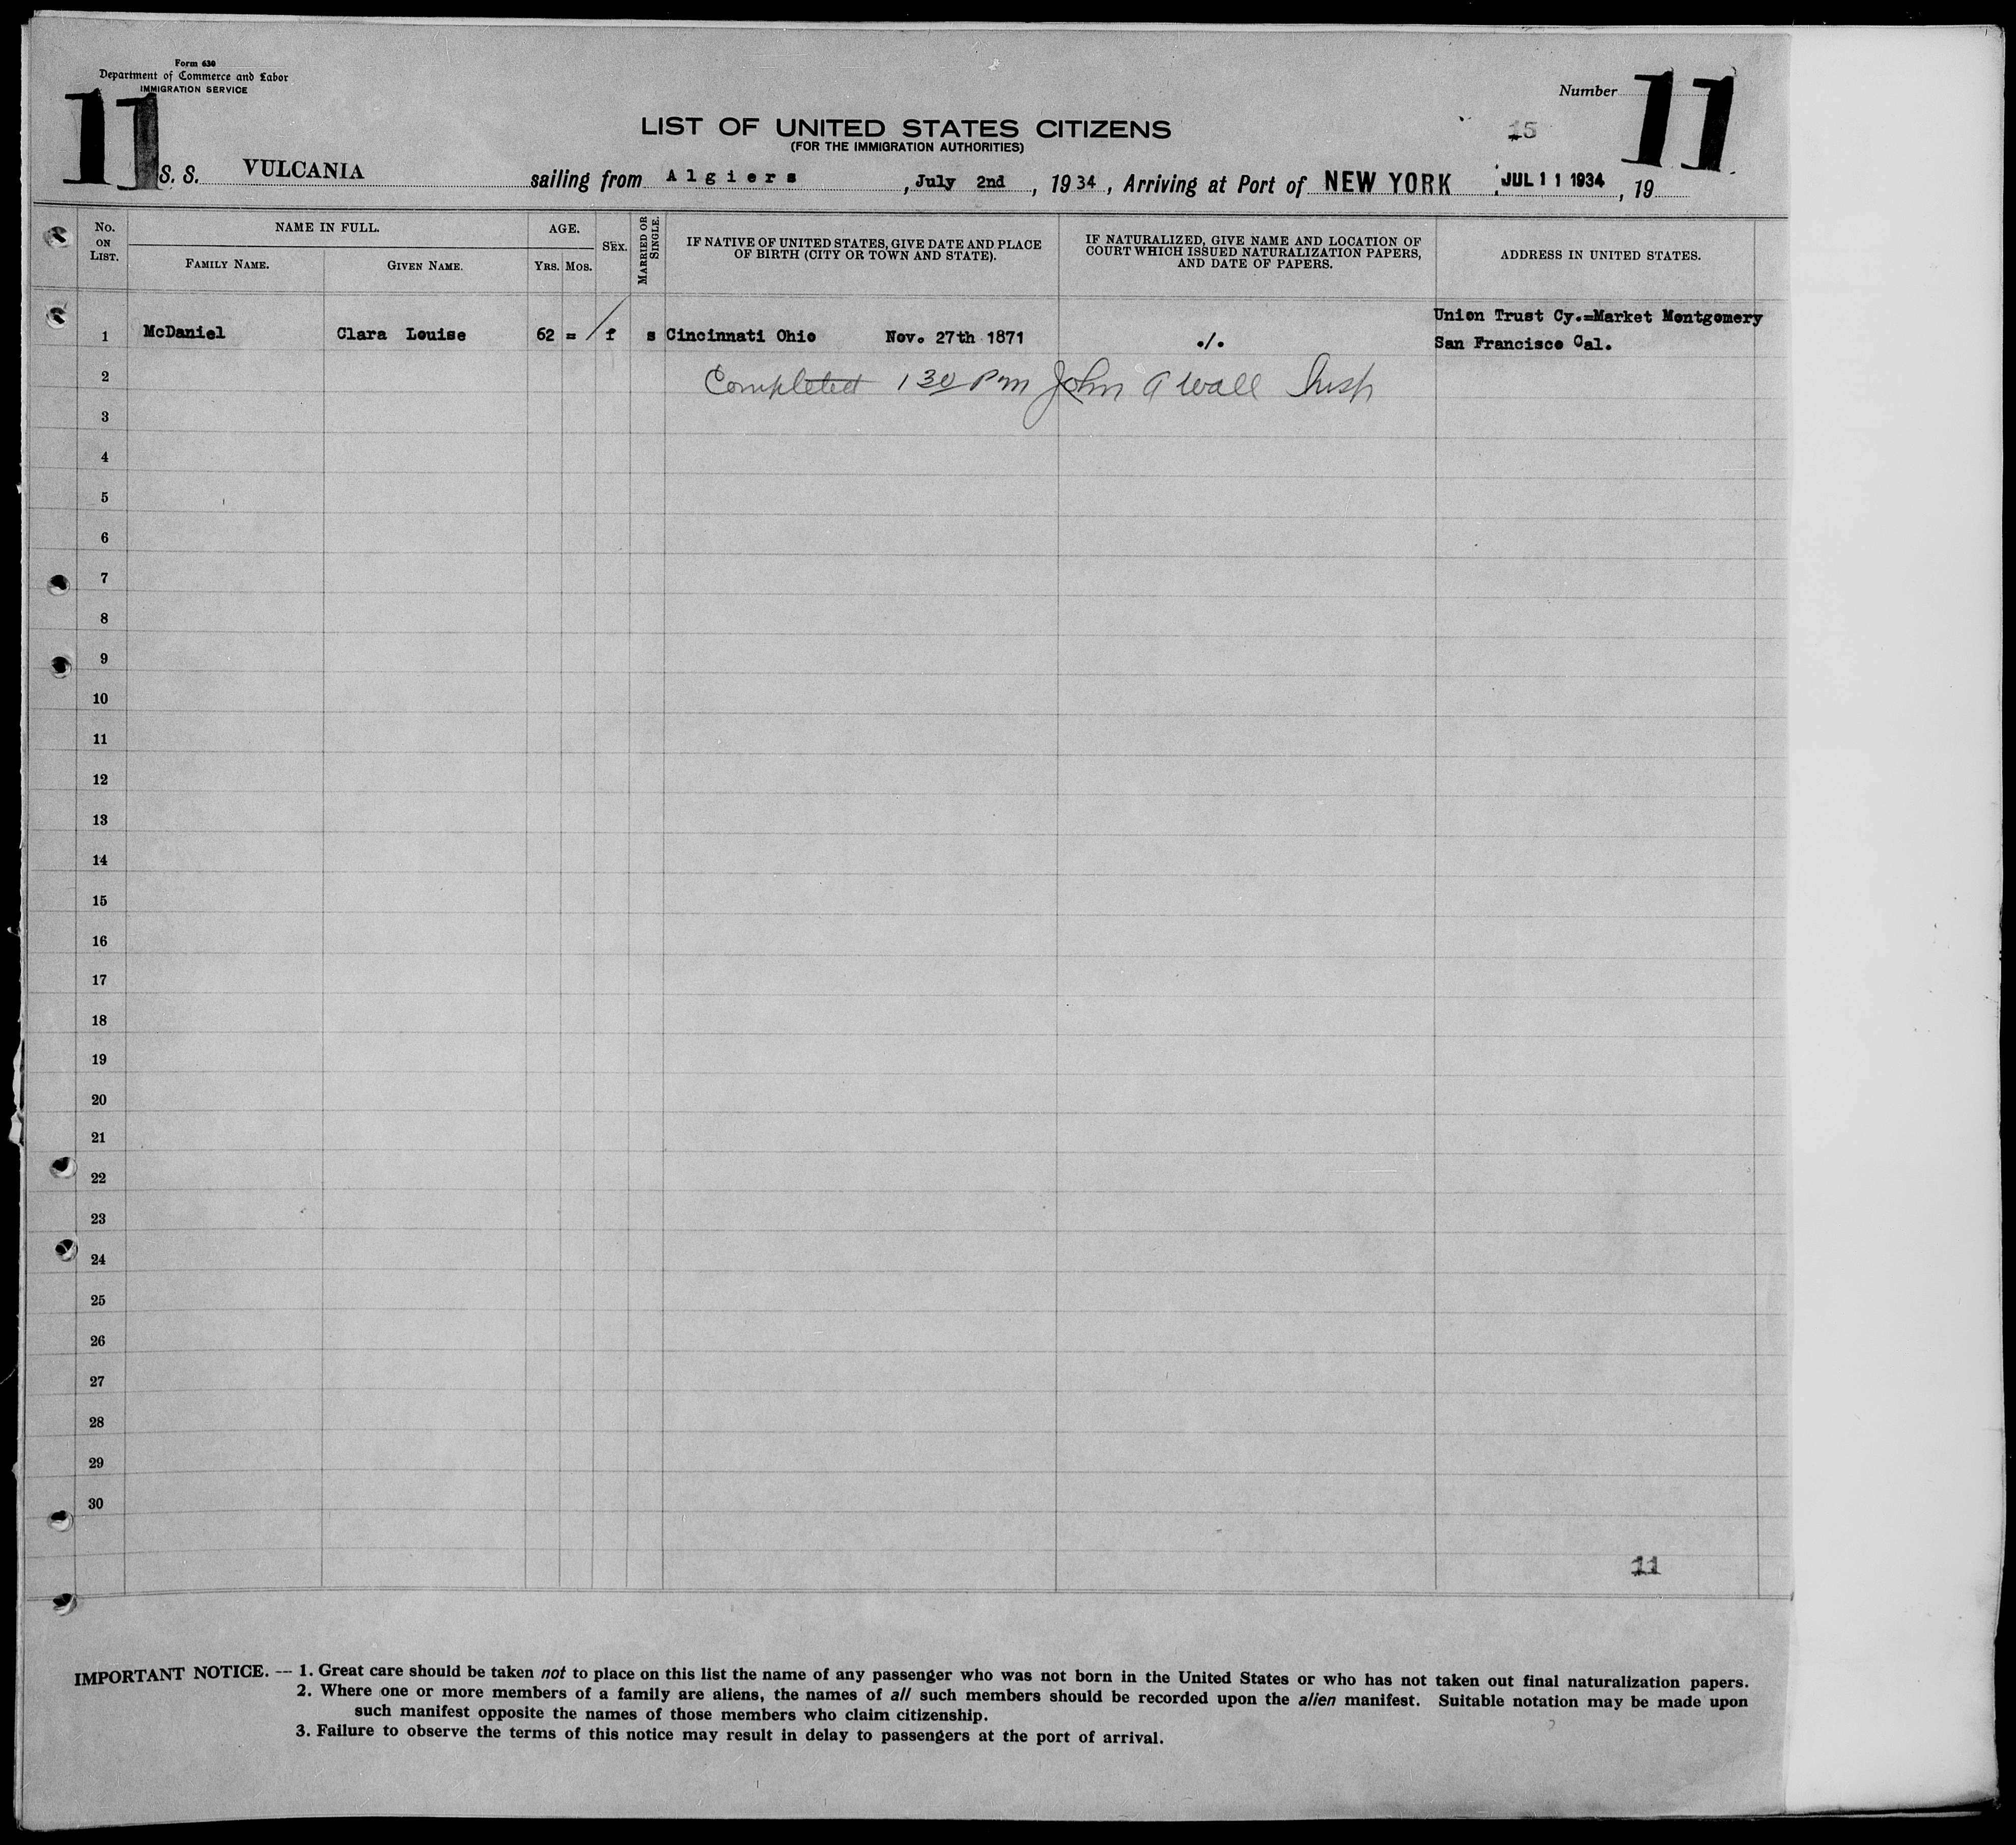 Form 630
Department of Commerce and Labor
IMMIGRATION SERVICE
11
Number 11
LIST OF UNITED STATES CITIZENS
(FOR THE IMMIGRATION AUTHORITIES)
15
S. S. VULCANIA sailing from Algiers, July 2nd, 1934, Arriving at Port of NEW YORK, JUL 11 1934, 19
No. ON LIST.
NAME IN FULL.
FAMILY NAME.
GIVEN NAME.
AGE.
YRS. MOS.
SEX.
MARRIED OR SINGLE.
IF NATIVE OF UNITED STATES, GIVE DATE AND PLACE
OF BIRTH (CITY OR TOWN AND STATE).
IF NATURALIZED, GIVE NAME AND LOCATION OF
COURT WHICH ISSUED NATURALIZATION PAPERS,
AND DATE OF PAPERS.
ADDRESS IN UNITED STATES.
Union Trust Cy.=Market Montgomery
1 McDaniel Clara Louise 62 = f s Cincinnati Ohio Nov. 27th 1871 ./. San Francisco Cal.
2 Completed 1 30 Pm John A Wall Insp
3
4
5
6
7
8
9
10
11
12
13
14
15
16
17
18
19
20
21
22
23
24
25
26
27
28
29
30
11
IMPORTANT NOTICE. -- 1. Great care should be taken not to place on this list the name of any passenger who was not born in the United States or who has not taken out final naturalization papers.
2. Where one or more members of a family are aliens, the names of all such members should be recorded upon the alien manifest. Suitable notation may be made upon
such manifest opposite the names of those members who claim citizenship.
3. Failure to observe the terms of this notice may result in delay to passengers at the port of arrival.